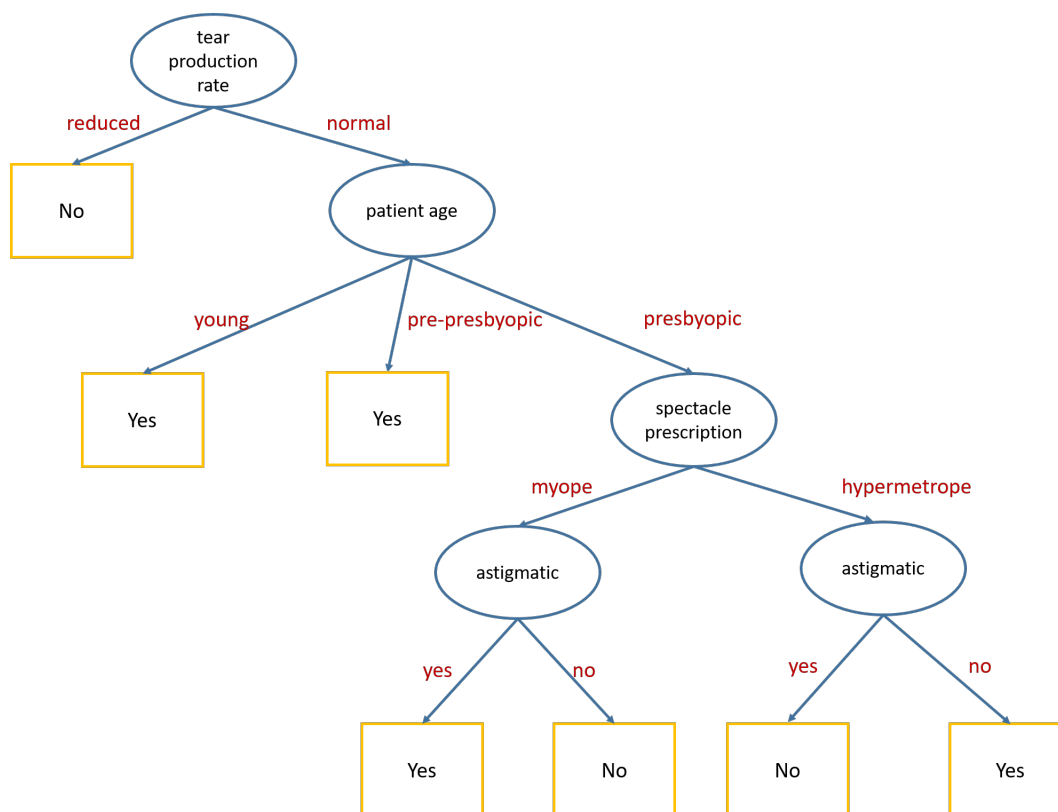 tear
production
rate
reduced
normal
No
patient age
young
pre-presbyopic
presbyopic
Yes
Yes
spectacle
prescription
myope
hypermetrope
astigmatic
astigmatic
yes
no
yes
no
Yes
No
No
Yes